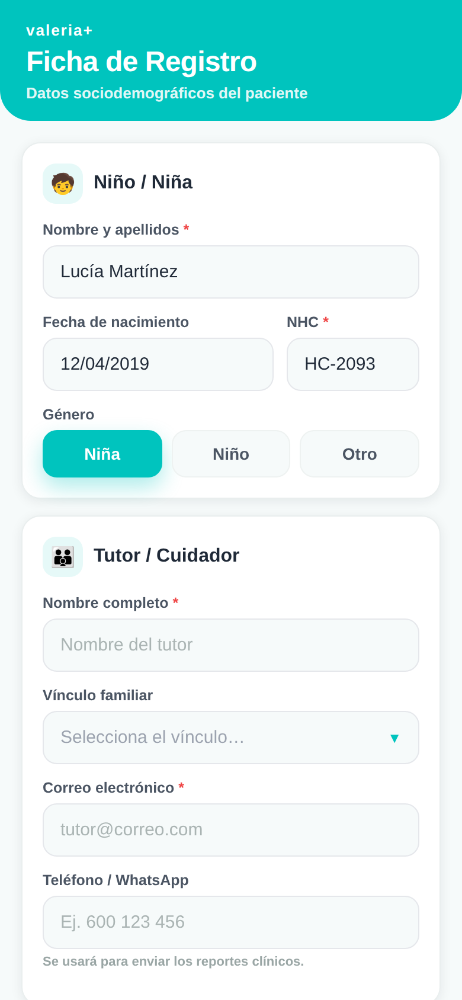 valeria+
Ficha de Registro
Datos sociodemográficos del paciente
Niño / Niña
Nombre y apellidos *
Lucía Martínez
Fecha de nacimiento NHC *
12/04/2019 HC-2093
Género
Niña Niño Otro
Tutor / Cuidador
Nombre completo *
Nombre del tutor
Vínculo familiar
Selecciona el vínculo…
Correo electrónico *
tutor@correo.com
Teléfono / WhatsApp
Ej. 600 123 456
Se usará para enviar los reportes clínicos.